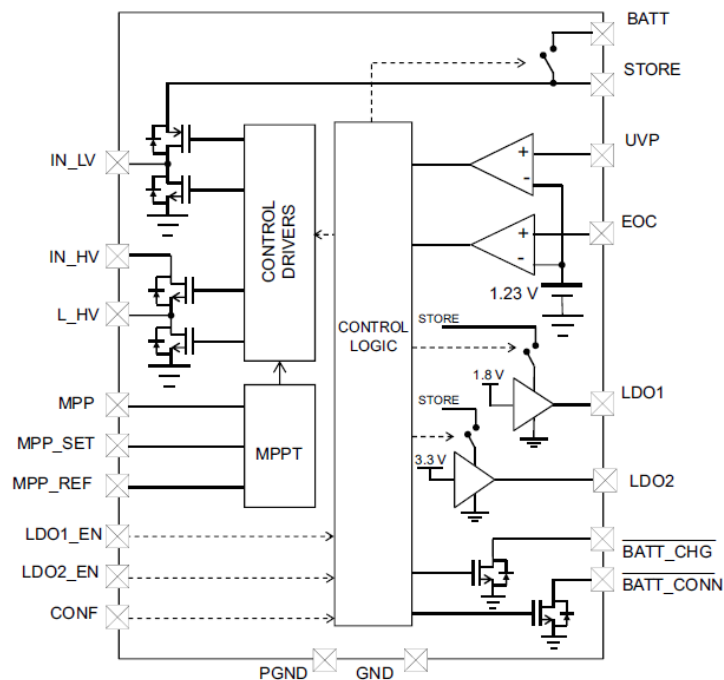 BATT
STORE
IN_LV
UVP
EOC
+
-
+
-
1.23 V
IN_HV
L_HV
CONTROL
DRIVERS
CONTROL
LOGIC
STORE
1.8 V
LDO1
MPP
MPP_SET
MPP_REF
MPPT
STORE
3.3 V
LDO2
LDO1_EN
LDO2_EN
CONF
BATT_CHG
BATT_CONN
PGND
GND